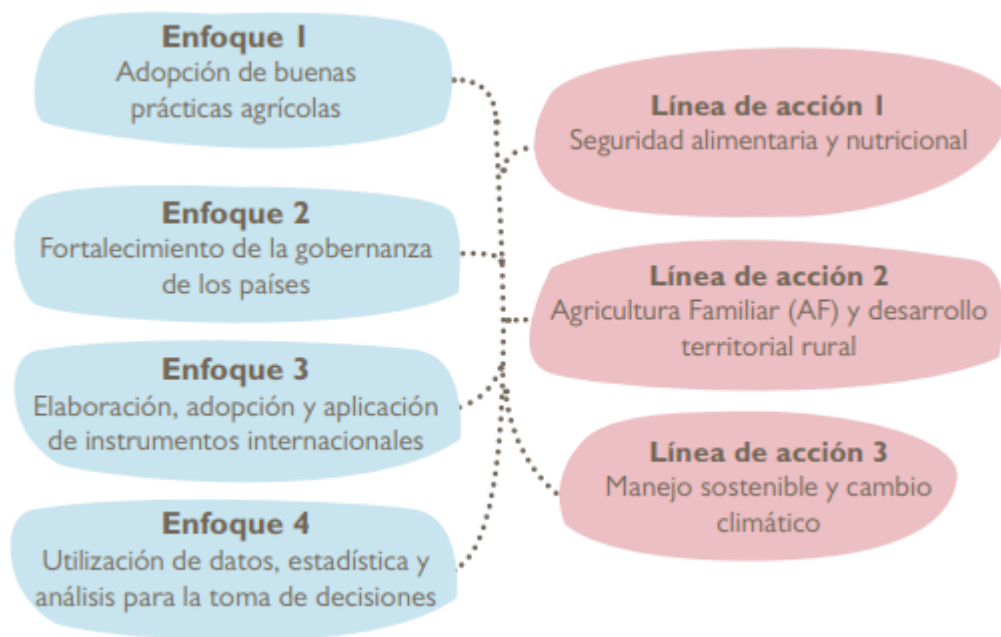 Enfoque 1
Adopción de buenas
prácticas agrícolas
Enfoque 2
Fortalecimiento de la gobernanza
de los países
Enfoque 3
Elaboración, adopción y aplicación
de instrumentos internacionales
Enfoque 4
Utilización de datos, estadística y
análisis para la toma de decisiones
Línea de acción 1
Seguridad alimentaria y nutricional
Línea de acción 2
Agricultura Familiar (AF) y desarrollo
territorial rural
Línea de acción 3
Manejo sostenible y cambio
climático